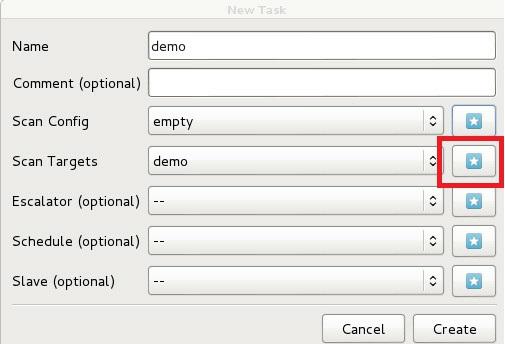 New Task
Name demo
Comment (optional)
Scan Config empty
Scan Targets demo
Escalator (optional) --
Schedule (optional) --
Slave (optional) --
Cancel Create